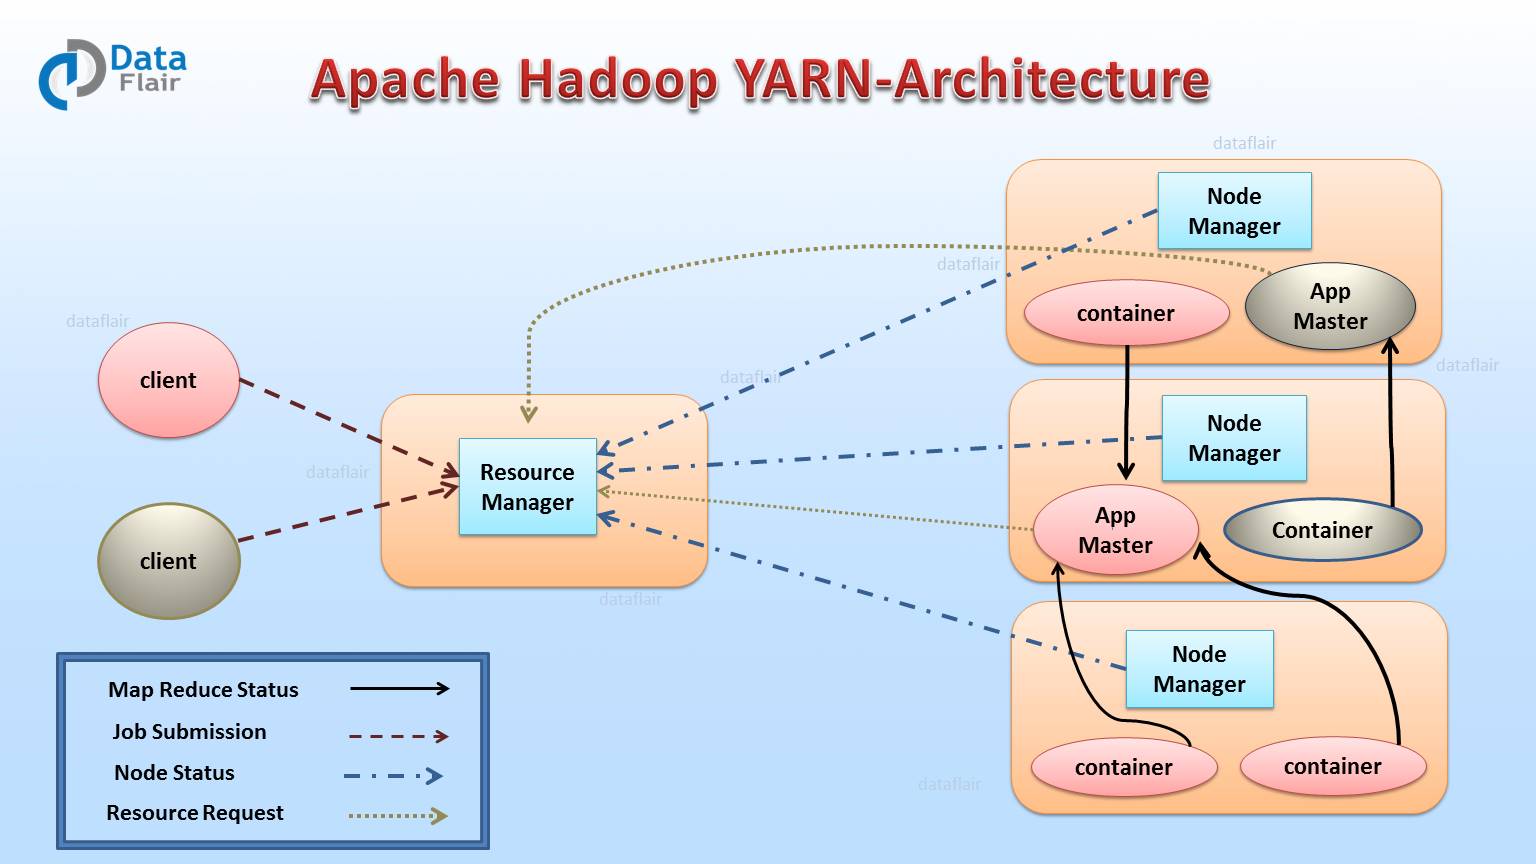 Data
Flair
Apache Hadoop YARN-Architecture
dataflair
Node
Manager
dataflair
container
App
Master
dataflair
client
dataflair
dataflair
Node
Manager
Resource
Manager
dataflair
App
Master
Container
client
dataflair
Node
Manager
container
container
dataflair
Map Reduce Status
Job Submission
Node Status
Resource Request